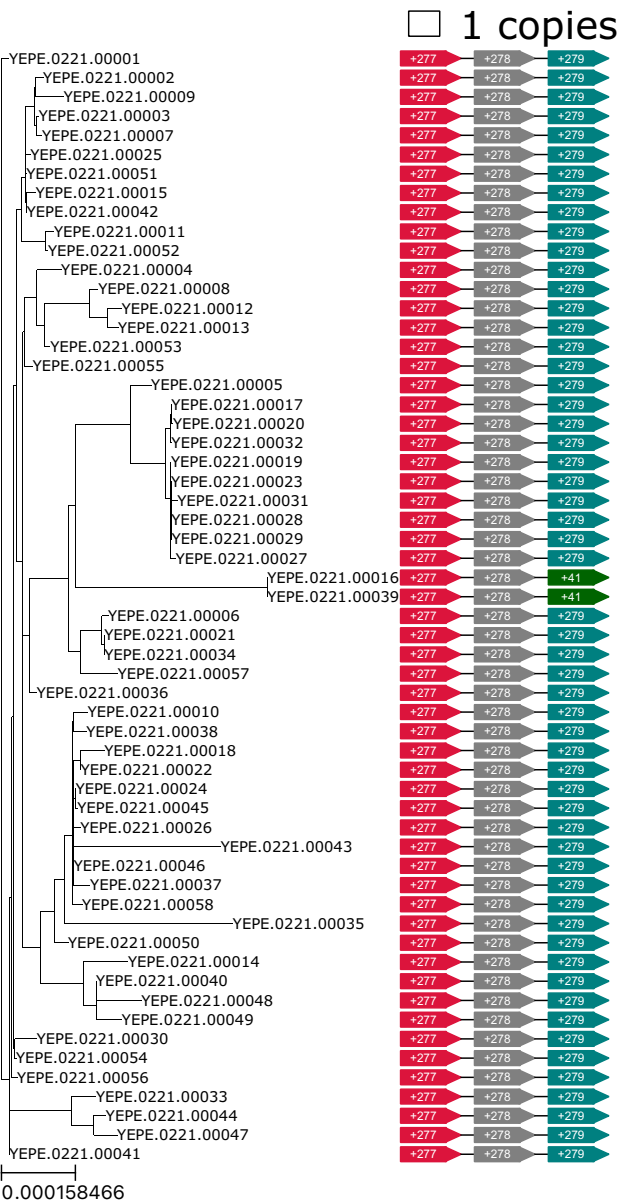 1 copies
YEPE.0221.00001 +277 +278 +279
YEPE.0221.00002 +277 +278 +279
YEPE.0221.00009 +277 +278 +279
YEPE.0221.00003 +277 +278 +279
YEPE.0221.00007 +277 +278 +279
YEPE.0221.00025 +277 +278 +279
YEPE.0221.00051 +277 +278 +279
YEPE.0221.00015 +277 +278 +279
YEPE.0221.00042 +277 +278 +279
YEPE.0221.00011 +277 +278 +279
YEPE.0221.00052 +277 +278 +279
YEPE.0221.00004 +277 +278 +279
YEPE.0221.00008 +277 +278 +279
YEPE.0221.00012 +277 +278 +279
YEPE.0221.00013 +277 +278 +279
YEPE.0221.00053 +277 +278 +279
YEPE.0221.00055 +277 +278 +279
YEPE.0221.00005 +277 +278 +279
YEPE.0221.00017 +277 +278 +279
YEPE.0221.00020 +277 +278 +279
YEPE.0221.00032 +277 +278 +279
YEPE.0221.00019 +277 +278 +279
YEPE.0221.00023 +277 +278 +279
YEPE.0221.00031 +277 +278 +279
YEPE.0221.00028 +277 +278 +279
YEPE.0221.00029 +277 +278 +279
YEPE.0221.00027 +277 +278 +279
YEPE.0221.00016 +277 +278 +41
YEPE.0221.00039 +277 +278 +41
YEPE.0221.00006 +277 +278 +279
YEPE.0221.00021 +277 +278 +279
YEPE.0221.00034 +277 +278 +279
YEPE.0221.00057 +277 +278 +279
YEPE.0221.00036 +277 +278 +279
YEPE.0221.00010 +277 +278 +279
YEPE.0221.00038 +277 +278 +279
YEPE.0221.00018 +277 +278 +279
YEPE.0221.00022 +277 +278 +279
YEPE.0221.00024 +277 +278 +279
YEPE.0221.00045 +277 +278 +279
YEPE.0221.00026 +277 +278 +279
YEPE.0221.00043 +277 +278 +279
YEPE.0221.00046 +277 +278 +279
YEPE.0221.00037 +277 +278 +279
YEPE.0221.00058 +277 +278 +279
YEPE.0221.00035 +277 +278 +279
YEPE.0221.00050 +277 +278 +279
YEPE.0221.00014 +277 +278 +279
YEPE.0221.00040 +277 +278 +279
YEPE.0221.00048 +277 +278 +279
YEPE.0221.00049 +277 +278 +279
YEPE.0221.00030 +277 +278 +279
YEPE.0221.00054 +277 +278 +279
YEPE.0221.00056 +277 +278 +279
YEPE.0221.00033 +277 +278 +279
YEPE.0221.00044 +277 +278 +279
YEPE.0221.00047 +277 +278 +279
YEPE.0221.00041 +277 +278 +279
0.000158466